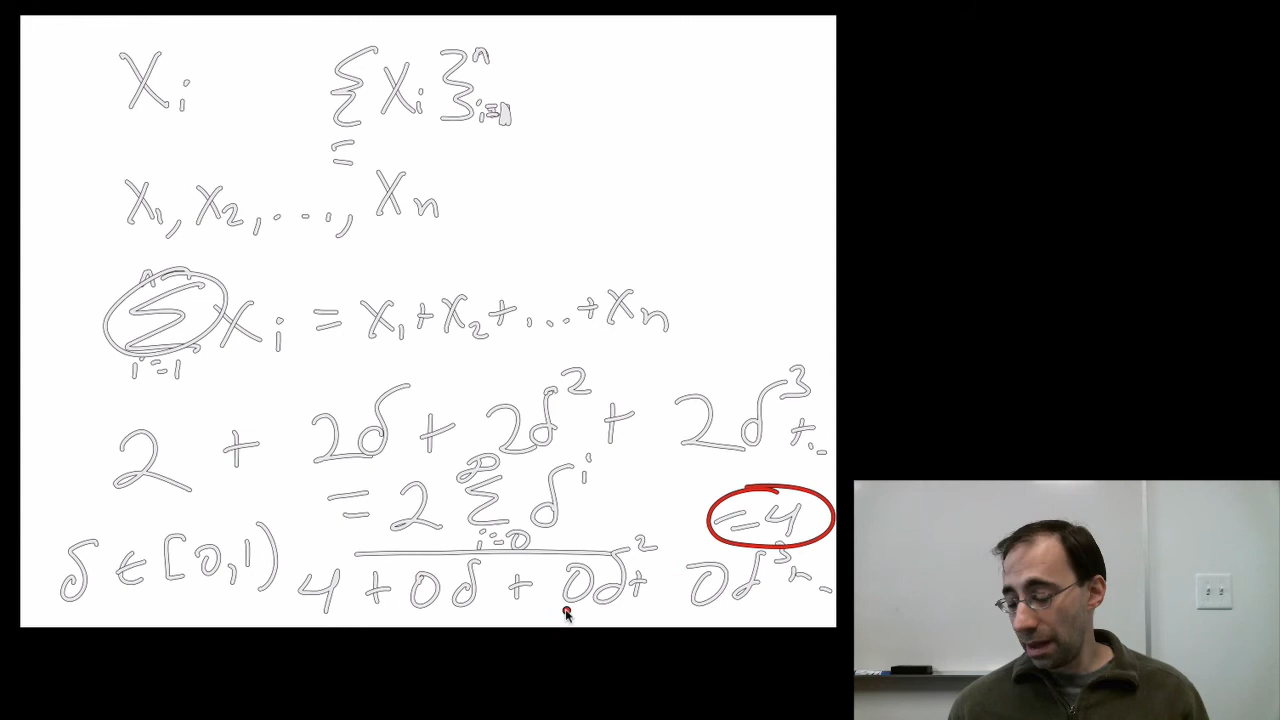 Xᵢ {Xᵢ}ⁿᵢ₌₁
=
X₁, X₂, ..., Xₙ
∑ⁿᵢ₌₁ Xᵢ = X₁+X₂+...+Xₙ
2 + 2δ + 2δ² + 2δ³ + ...
= 2 ∑^∞ᵢ₌₀ δⁱ = 4
δ ∈ [0,1) 4 + 0δ + 0δ² + 0δ³ ...